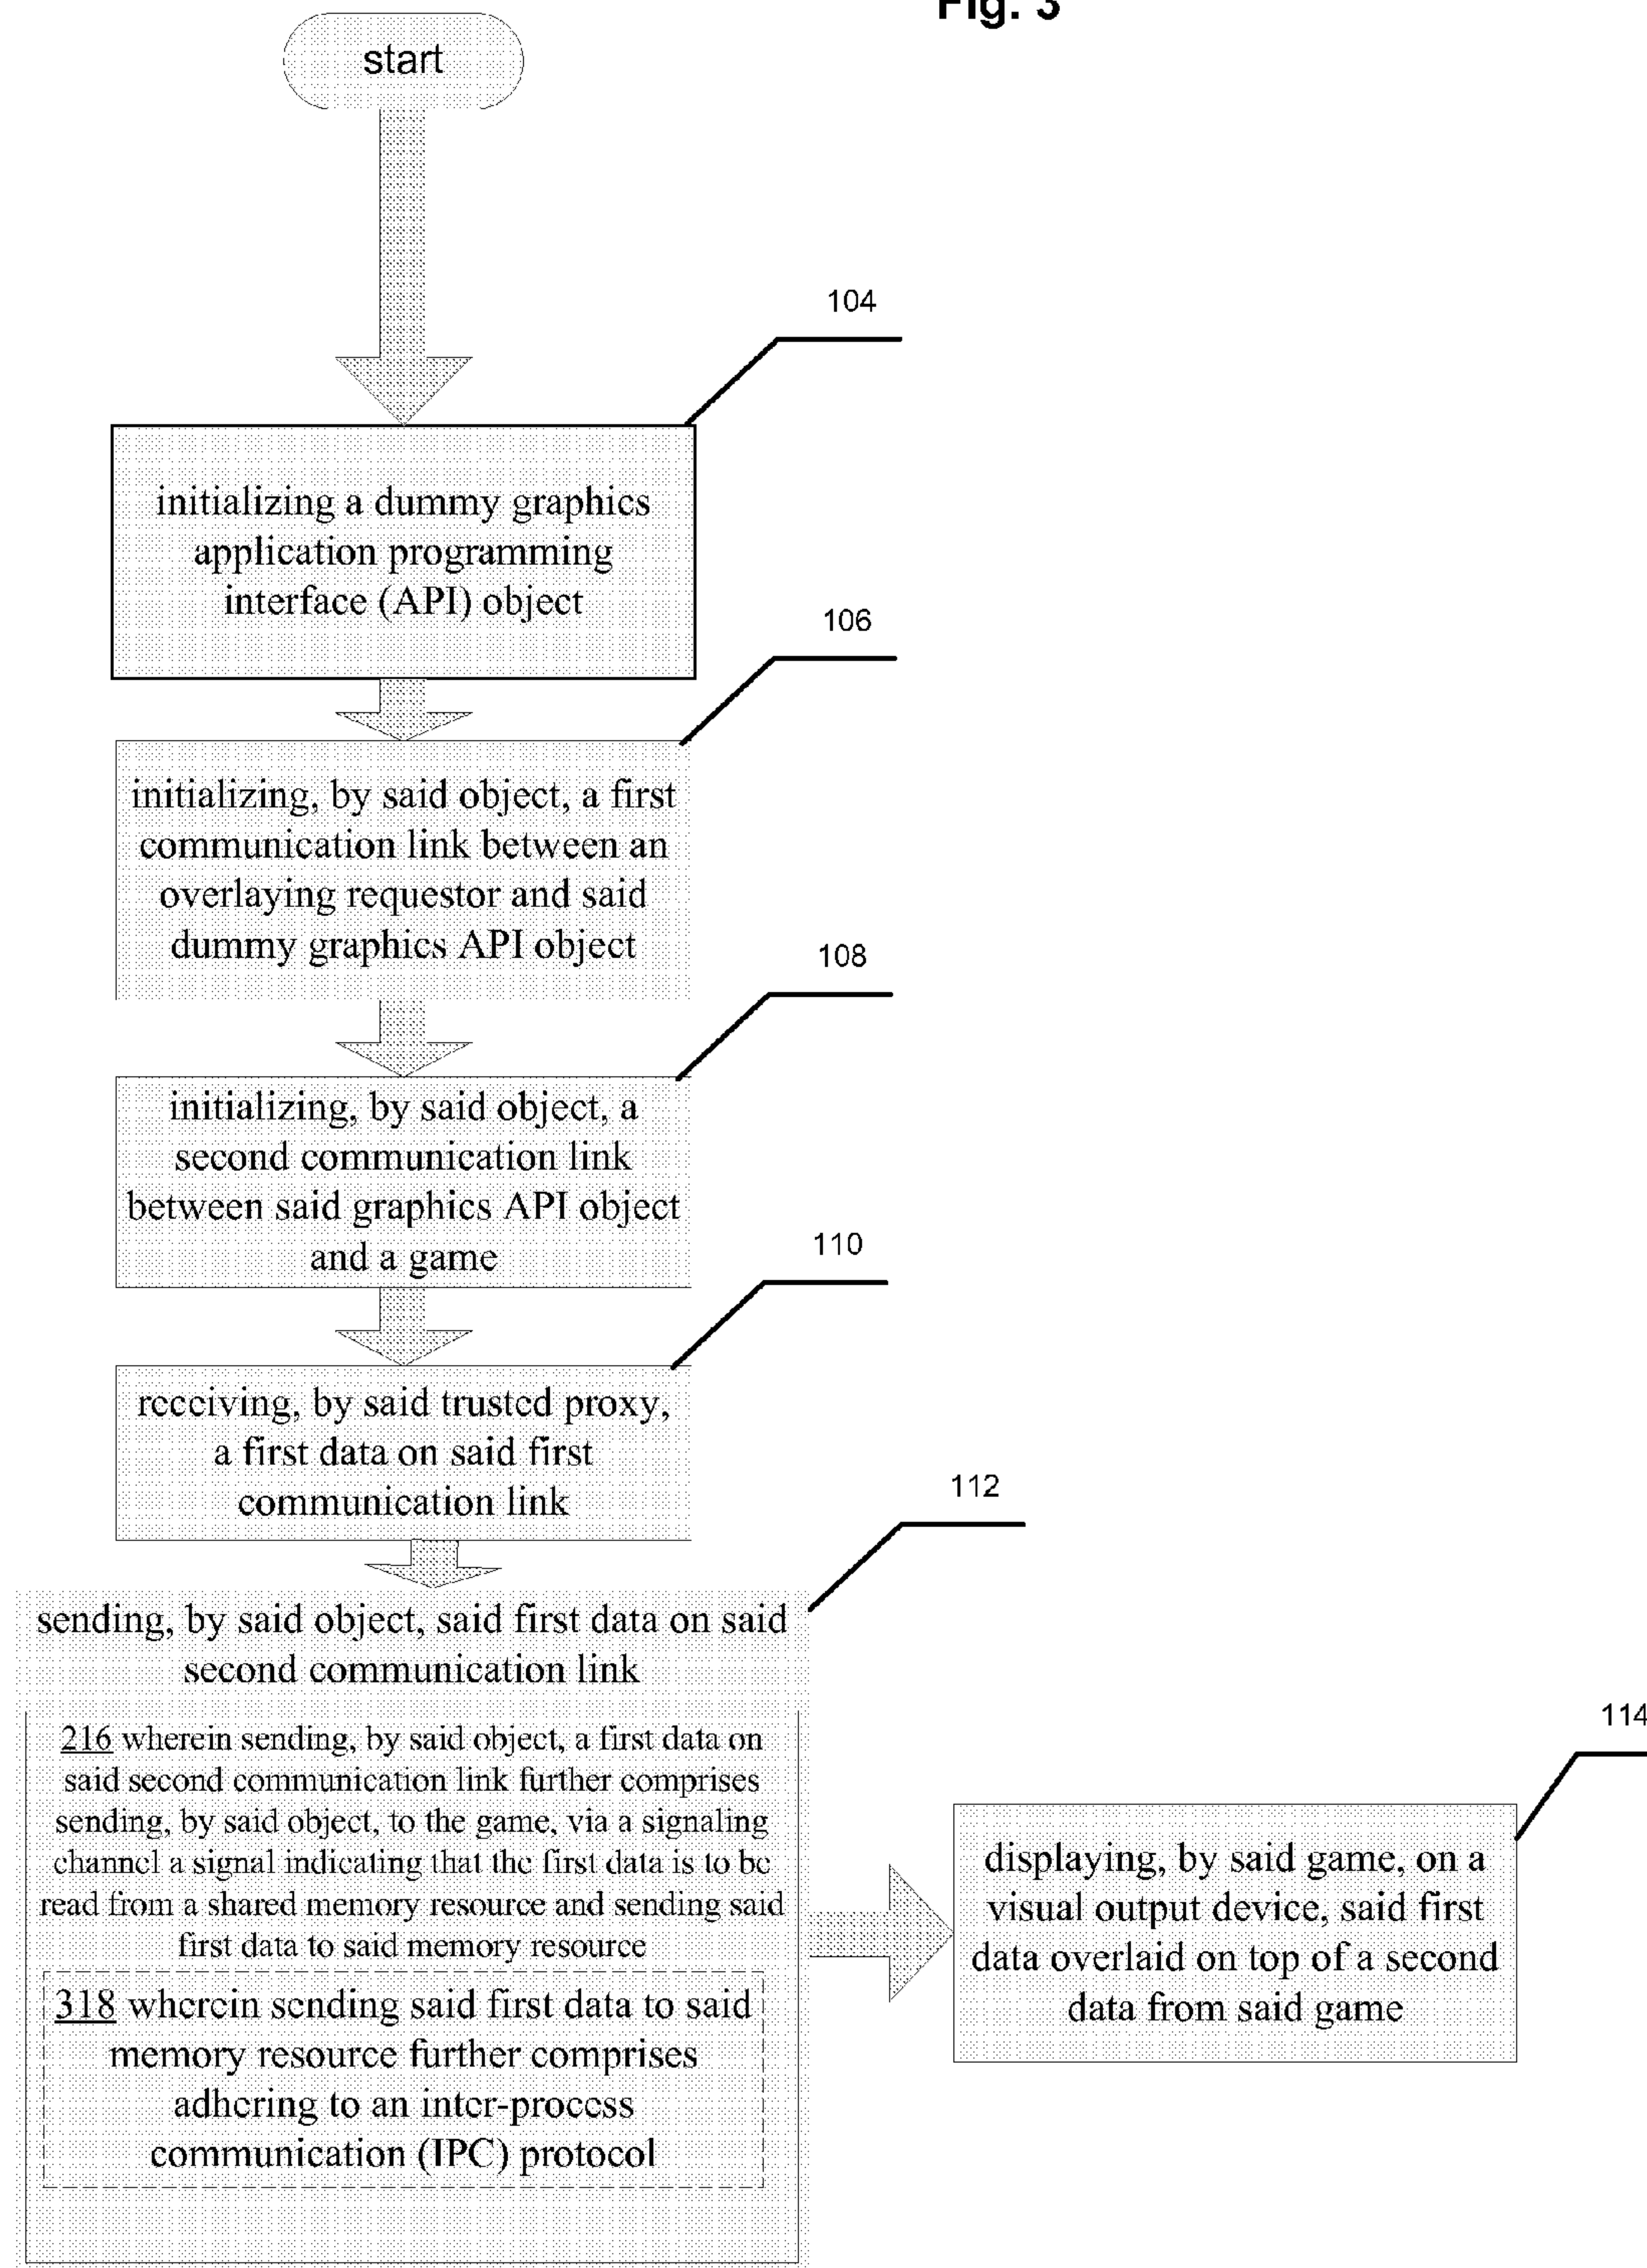 Fig. 3
start
104
initializing a dummy graphics
application programming
interface (API) object
106
initializing, by said object, a first
communication link between an
overlaying requestor and said
dummy graphics API object
108
initializing, by said object, a
second communication link
between said graphics API object
and a game
110
receiving, by said trusted proxy,
a first data on said first
communication link
112
sending, by said object, said first data on said
second communication link
216 wherein sending, by said object, a first data on
said second communication link further comprises
sending, by said object, to the game, via a signaling
channel a signal indicating that the first data is to be
read from a shared memory resource and sending said
first data to said memory resource
318 wherein sending said first data to said
memory resource further comprises
adhering to an inter-process
communication (IPC) protocol
114
displaying, by said game, on a
visual output device, said first
data overlaid on top of a second
data from said game